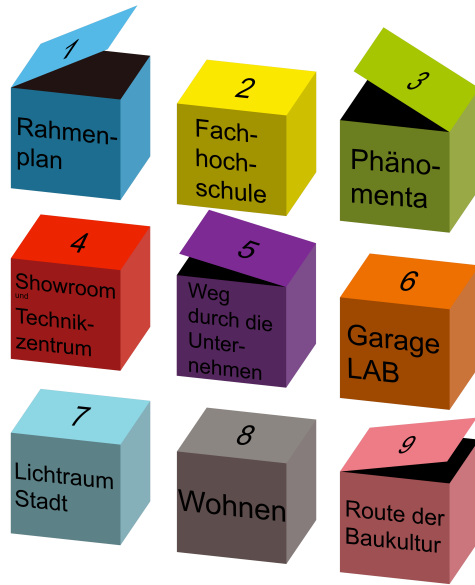 1
Rahmen-
plan
2
Fach-
hoch-
schule
3
Phäno-
menta
4
Showroom
und
Technik-
zentrum
5
Weg
durch die
Unter-
nehmen
6
Garage
LAB
7
Lichtraum
Stadt
8
Wohnen
9
Route der
Baukultur